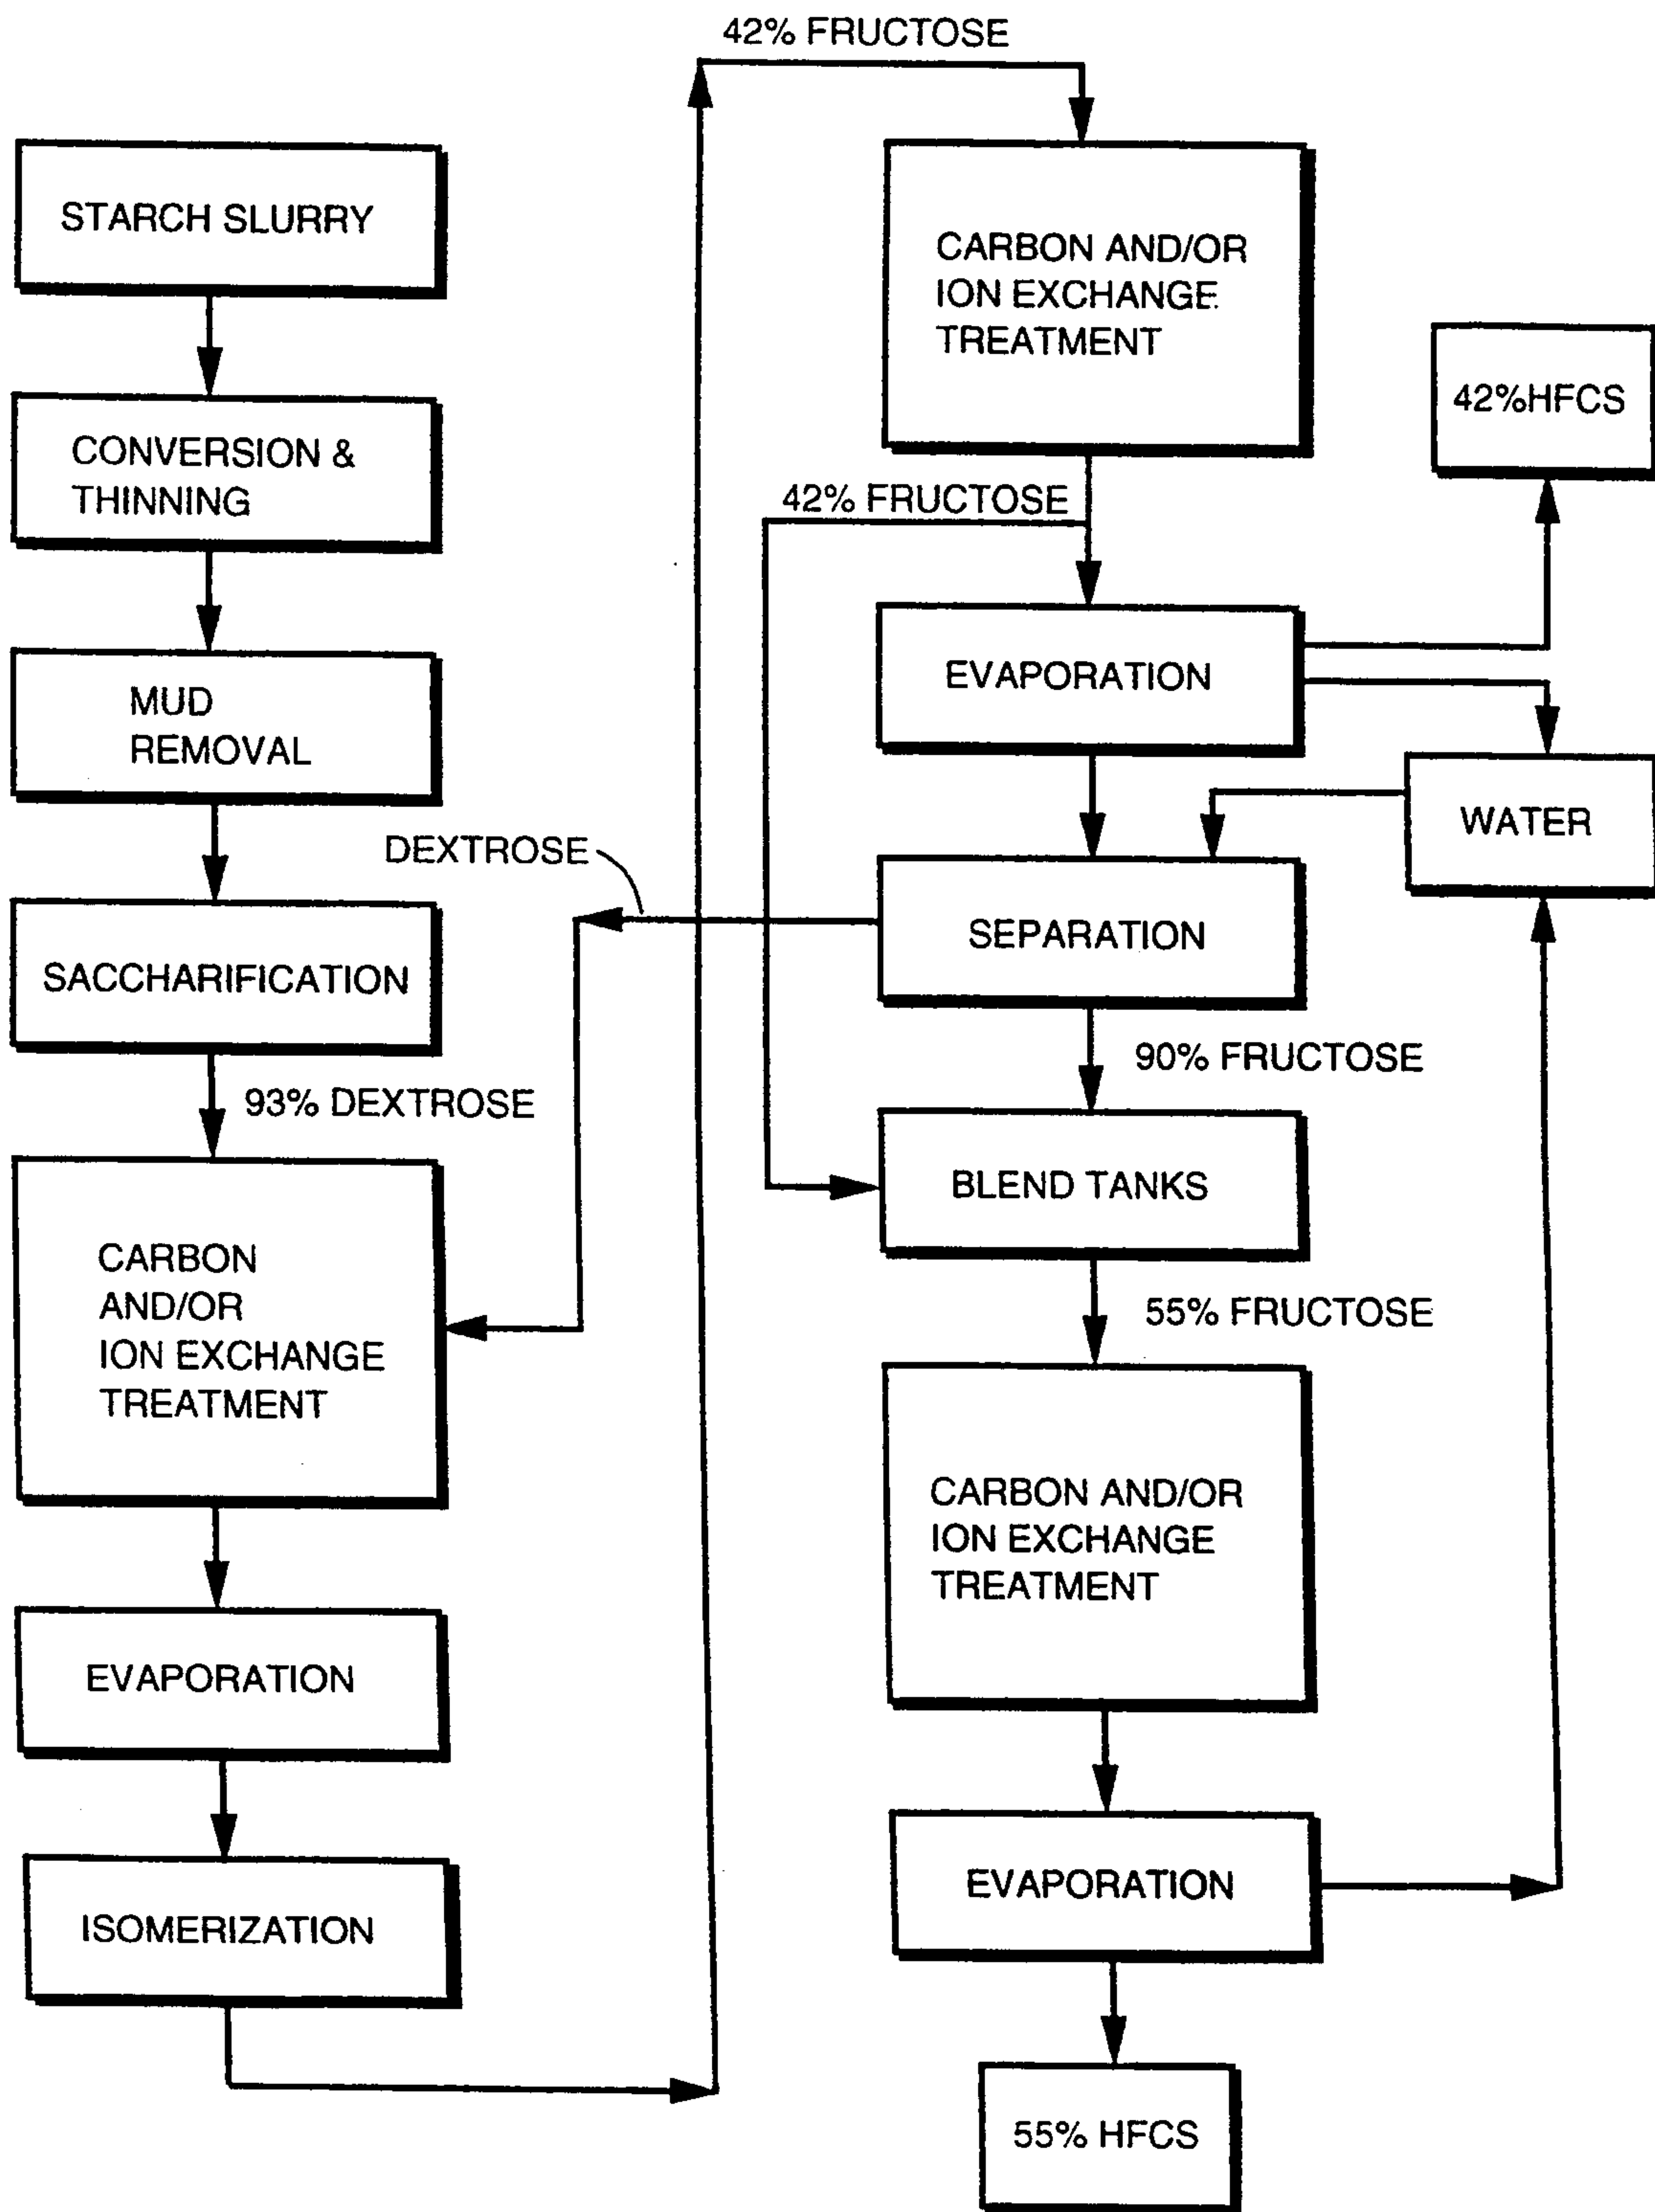 42% FRUCTOSE
STARCH SLURRY
CONVERSION &
THINNING
MUD
REMOVAL
SACCHARIFICATION
93% DEXTROSE
CARBON
AND/OR
ION EXCHANGE
TREATMENT
EVAPORATION
ISOMERIZATION
DEXTROSE
CARBON AND/OR
ION EXCHANGE
TREATMENT
42% FRUCTOSE
EVAPORATION
42%HFCS
WATER
SEPARATION
90% FRUCTOSE
BLEND TANKS
55% FRUCTOSE
CARBON AND/OR
ION EXCHANGE
TREATMENT
EVAPORATION
55% HFCS